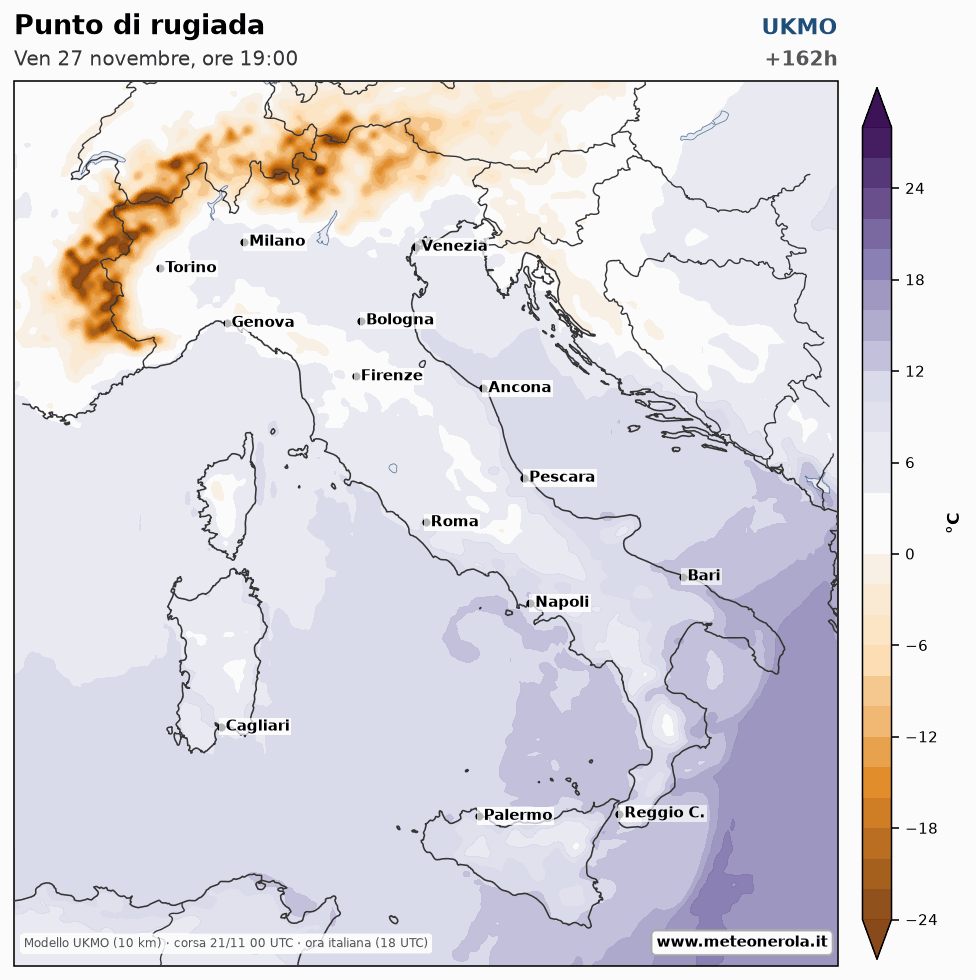 Punto di rugiada
UKMO
Ven 27 novembre, ore 19:00
+162h
Milano
Venezia
Torino
Genova
Bologna
Firenze
Ancona
Pescara
Roma
Bari
Napoli
Cagliari
Palermo
Reggio C.
24
18
12
6
0
−6
−12
−18
−24
°C
Modello UKMO (10 km) · corsa 21/11 00 UTC · ora italiana (18 UTC)
www.meteonerola.it